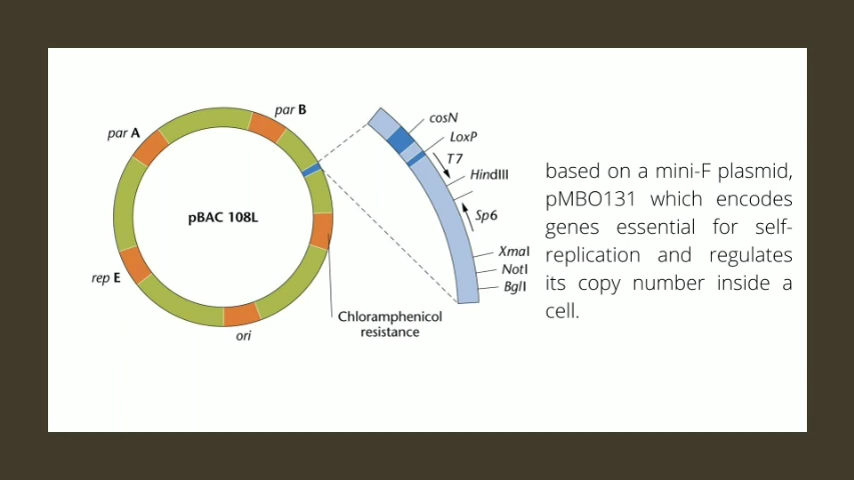 par B
par A
pBAC 108L
rep E
ori
Chloramphenicol
resistance
cosN
LoxP
T7
HindIII
Sp6
XmaI
NotI
BglI
based on a mini-F plasmid,
pMBO131 which encodes
genes essential for self-
replication and regulates
its copy number inside a
cell.